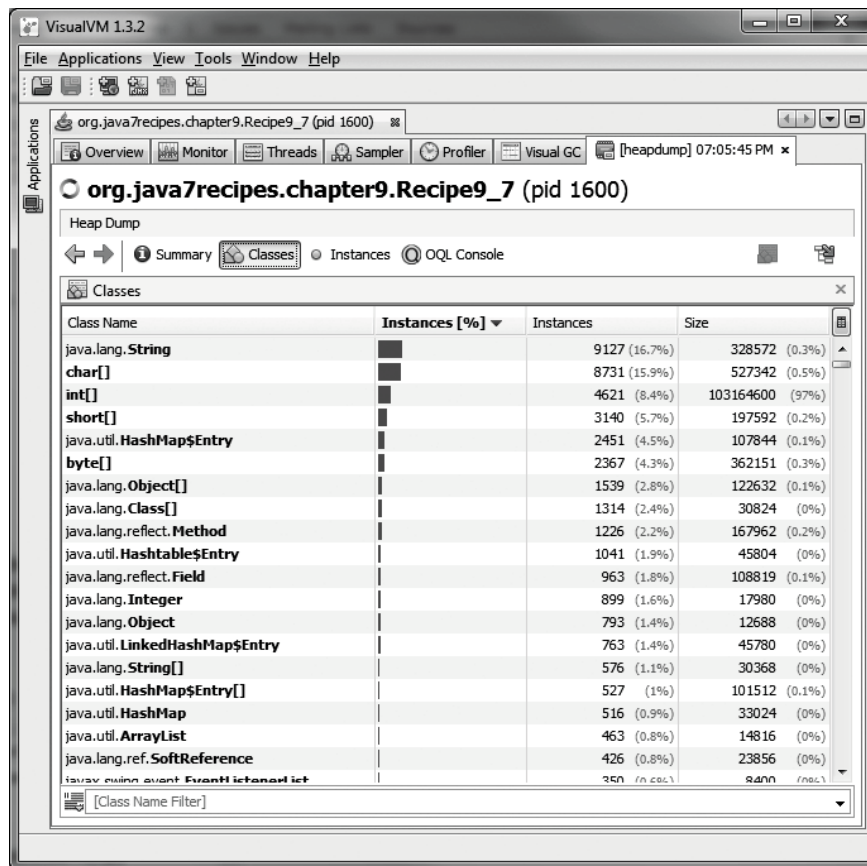 VisualVM 1.3.2
File Applications View Tools Window Help
Applications
org.java7recipes.chapter9.Recipe9_7 (pid 1600)
Overview Monitor Threads Sampler Profiler Visual GC [heapdump] 07:05:45 PM
org.java7recipes.chapter9.Recipe9_7 (pid 1600)
Heap Dump
Summary Classes Instances OQL Console
Classes
Class Name Instances [%] Instances Size
java.lang.String 9127 (16.7%) 328572 (0.3%)
char[] 8731 (15.9%) 527342 (0.5%)
int[] 4621 (8.4%) 103164600 (97%)
short[] 3140 (5.7%) 197592 (0.2%)
java.util.HashMap$Entry 2451 (4.5%) 107844 (0.1%)
byte[] 2367 (4.3%) 362151 (0.3%)
java.lang.Object[] 1539 (2.8%) 122632 (0.1%)
java.lang.Class[] 1314 (2.4%) 30824 (0%)
java.lang.reflect.Method 1226 (2.2%) 167962 (0.2%)
java.util.Hashtable$Entry 1041 (1.9%) 45804 (0%)
java.lang.reflect.Field 963 (1.8%) 108819 (0.1%)
java.lang.Integer 899 (1.6%) 17980 (0%)
java.lang.Object 793 (1.4%) 12688 (0%)
java.util.LinkedHashMap$Entry 763 (1.4%) 45780 (0%)
java.lang.String[] 576 (1.1%) 30368 (0%)
java.util.HashMap$Entry[] 527 (1%) 101512 (0.1%)
java.util.HashMap 516 (0.9%) 33024 (0%)
java.util.ArrayList 463 (0.8%) 14816 (0%)
java.lang.ref.SoftReference 426 (0.8%) 23856 (0%)
javax.swing.event.EventListenerList 350 (0.6%) 8400 (0%)
[Class Name Filter]